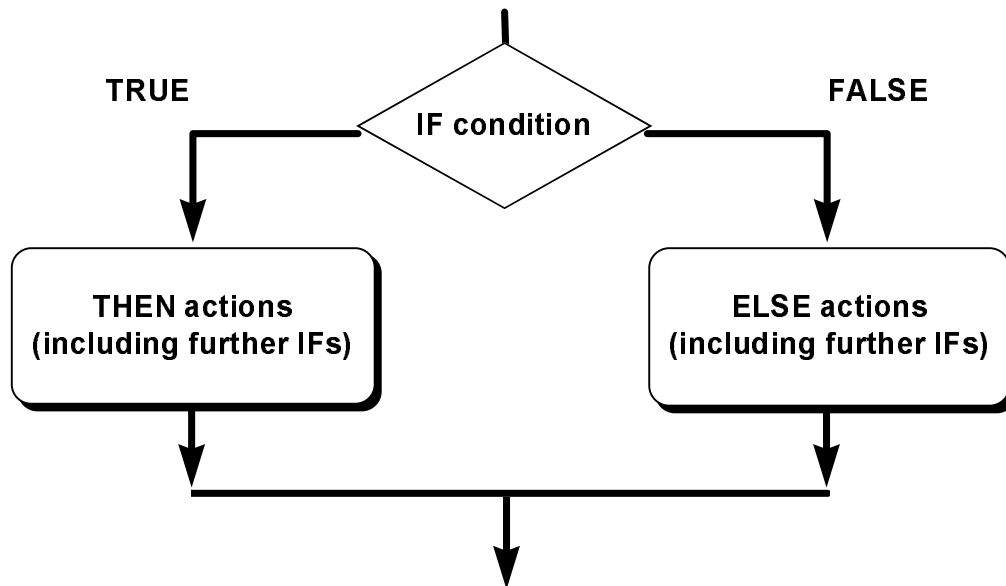 TRUE
FALSE
IF condition
THEN actions
(including further IFs)
ELSE actions
(including further IFs)